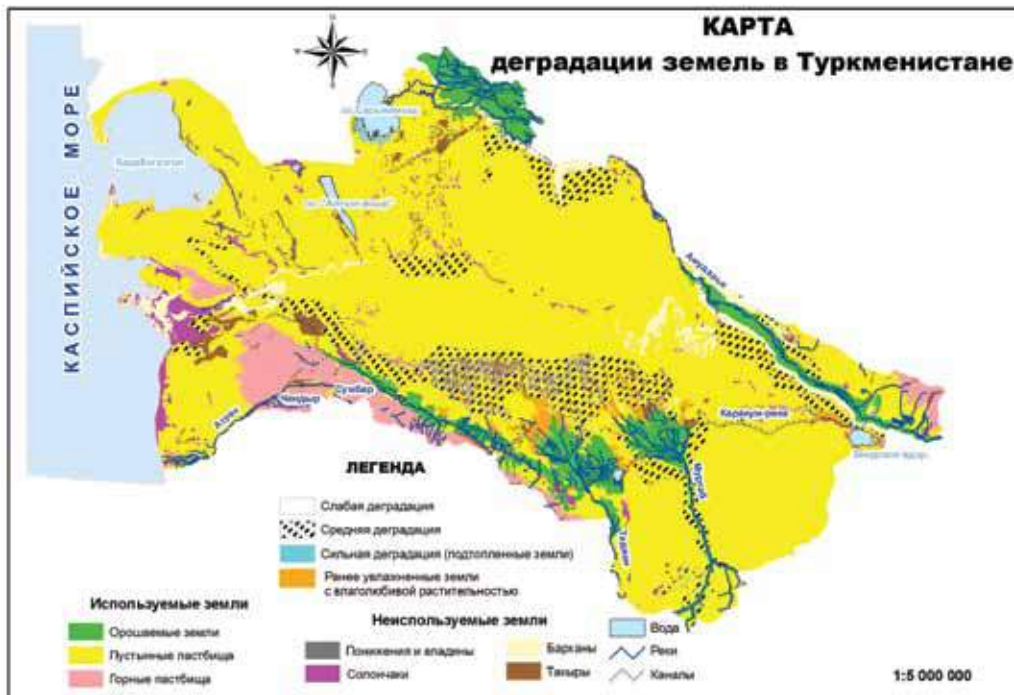 КАРТА
деградации земель в Туркменистане
КАСПИЙСКОЕ МОРЕ
Амударья
Сумбар
Чендыр
Атрек
Каракум-река
Мургаб
Теджен
ЛЕГЕНДА
Слабая деградация
Средняя деградация
Сильная деградация (подтопленные земли)
Ранее увлажненные земли
с влаголюбивой растительностью
Используемые земли
Орошаемые земли
Пустынные пастбища
Горные пастбища
Неиспользуемые земли
Понижения и впадины
Солончаки
Барханы
Такыры
Вода
Реки
Каналы
1:5 000 000